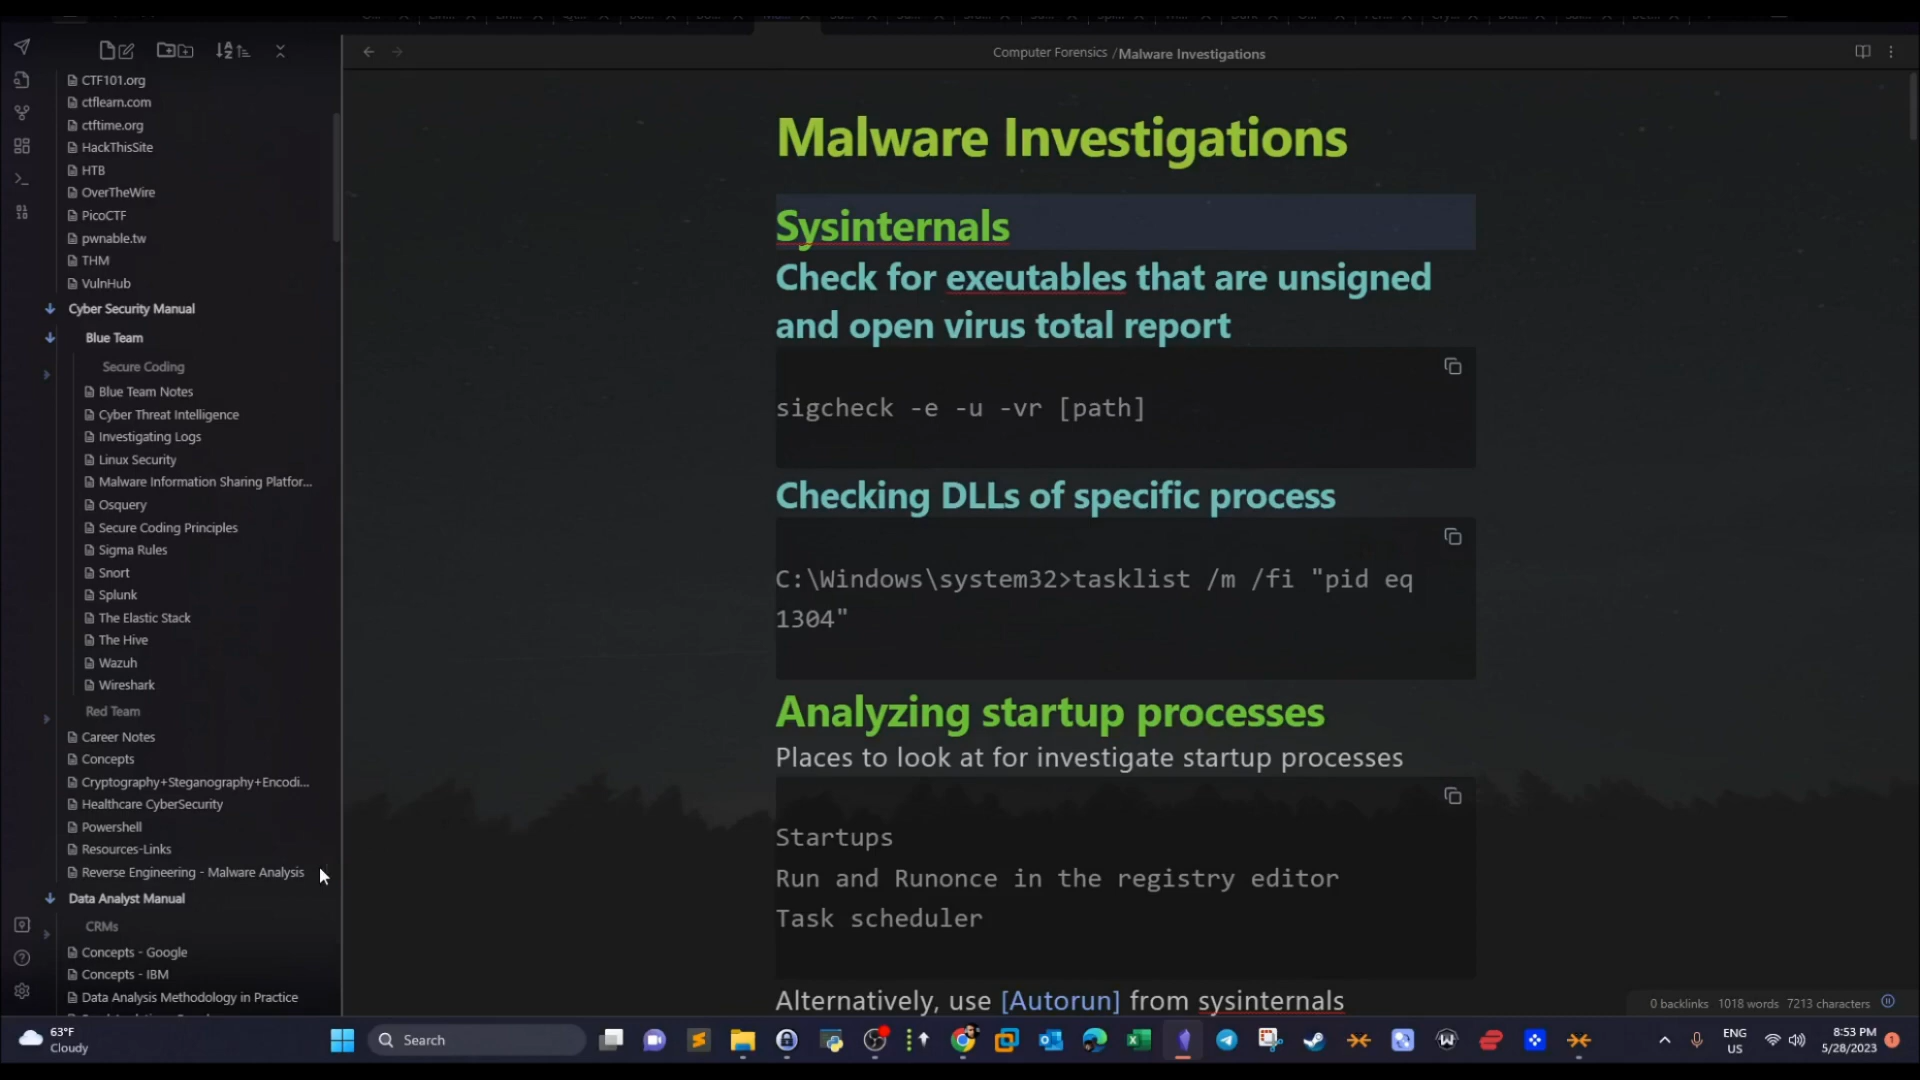 Computer Forensics / Malware Investigations
CTF101.org
ctflearn.com
ctftime.org
HackThisSite
HTB
OverTheWire
PicoCTF
pwnable.tw
THM
VulnHub
Cyber Security Manual
Blue Team
Secure Coding
Blue Team Notes
Cyber Threat Intelligence
Investigating Logs
Linux Security
Malware Information Sharing Platfor...
Osquery
Secure Coding Principles
Sigma Rules
Snort
Splunk
The Elastic Stack
The Hive
Wazuh
Wireshark
Red Team
Career Notes
Concepts
Cryptography+Steganography+Encodi...
Healthcare CyberSecurity
Powershell
Resources-Links
Reverse Engineering - Malware Analysis
Data Analyst Manual
CRMs
Concepts - Google
Concepts - IBM
Data Analysis Methodology in Practice
Malware Investigations
Sysinternals
Check for exeutables that are unsigned
and open virus total report
sigcheck -e -u -vr [path]
Checking DLLs of specific process
C:\Windows\system32>tasklist /m /fi "pid eq
1304"
Analyzing startup processes
Places to look at for investigate startup processes
Startups
Run and Runonce in the registry editor
Task scheduler
Alternatively, use [Autorun] from sysinternals
0 backlinks 1018 words 7213 characters
63°F
Cloudy
Search
ENG
US
8:53 PM
5/28/2023
1